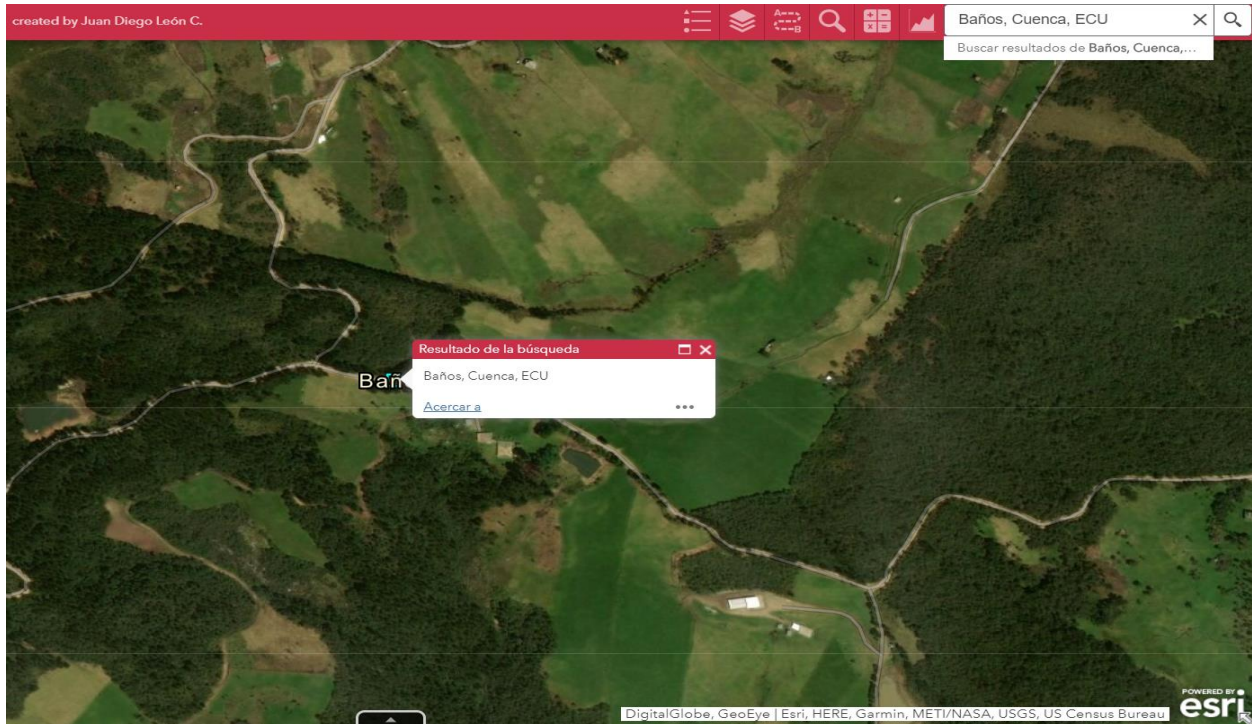 created by Juan Diego León C.
Baños, Cuenca, ECU
Buscar resultados de Baños, Cuenca,...
Resultado de la búsqueda
Bañ
Baños, Cuenca, ECU
Acercar a
DigitalGlobe, GeoEye | Esri, HERE, Garmin, METI/NASA, USGS, US Census Bureau
POWERED BY
esri